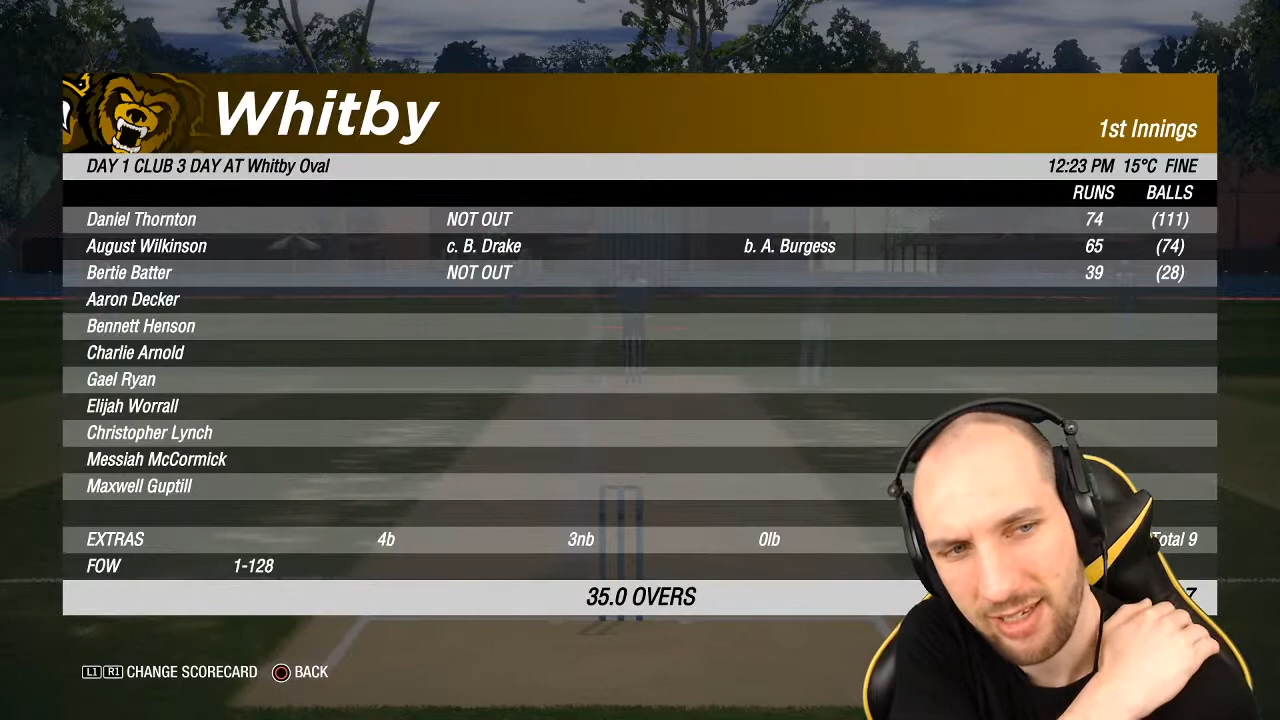 Whitby
1st Innings
DAY 1 CLUB 3 DAY AT Whitby Oval 12:23 PM 15°C FINE
RUNS BALLS
Daniel Thornton NOT OUT 74 (111)
August Wilkinson c. B. Drake b. A. Burgess 65 (74)
Bertie Batter NOT OUT 39 (28)
Aaron Decker
Bennett Henson
Charlie Arnold
Gael Ryan
Elijah Worrall
Christopher Lynch
Messiah McCormick
Maxwell Guptill
EXTRAS 4b 3nb 0lb Total 9
FOW 1-128
35.0 OVERS 7
L1 R1 CHANGE SCORECARD BACK